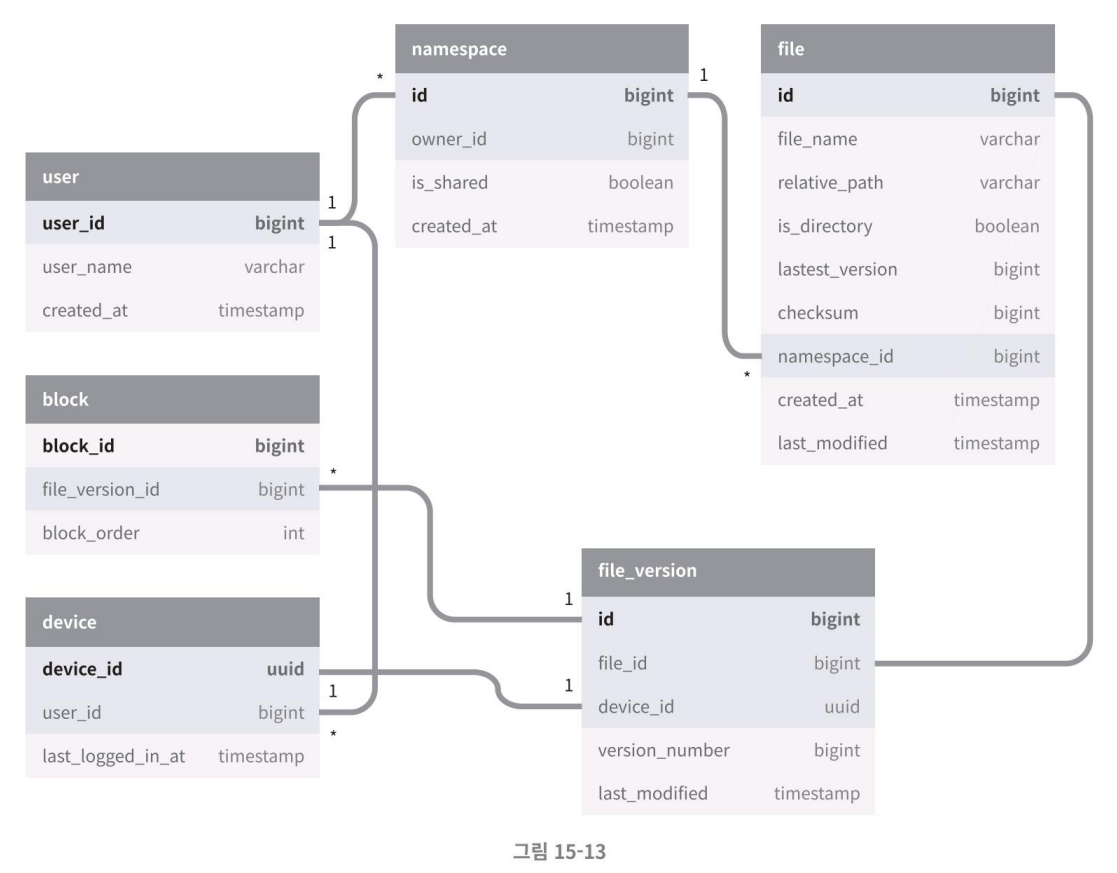 namespace
id bigint
owner_id bigint
is_shared boolean
created_at timestamp
*
1
file
id bigint
file_name varchar
relative_path varchar
is_directory boolean
lastest_version bigint
checksum bigint
namespace_id bigint
created_at timestamp
last_modified timestamp
*
user
user_id bigint
user_name varchar
created_at timestamp
1
1
block
block_id bigint
file_version_id bigint
block_order int
*
device
device_id uuid
user_id bigint
last_logged_in_at timestamp
1
*
file_version
id bigint
file_id bigint
device_id uuid
version_number bigint
last_modified timestamp
1
1
그림 15-13